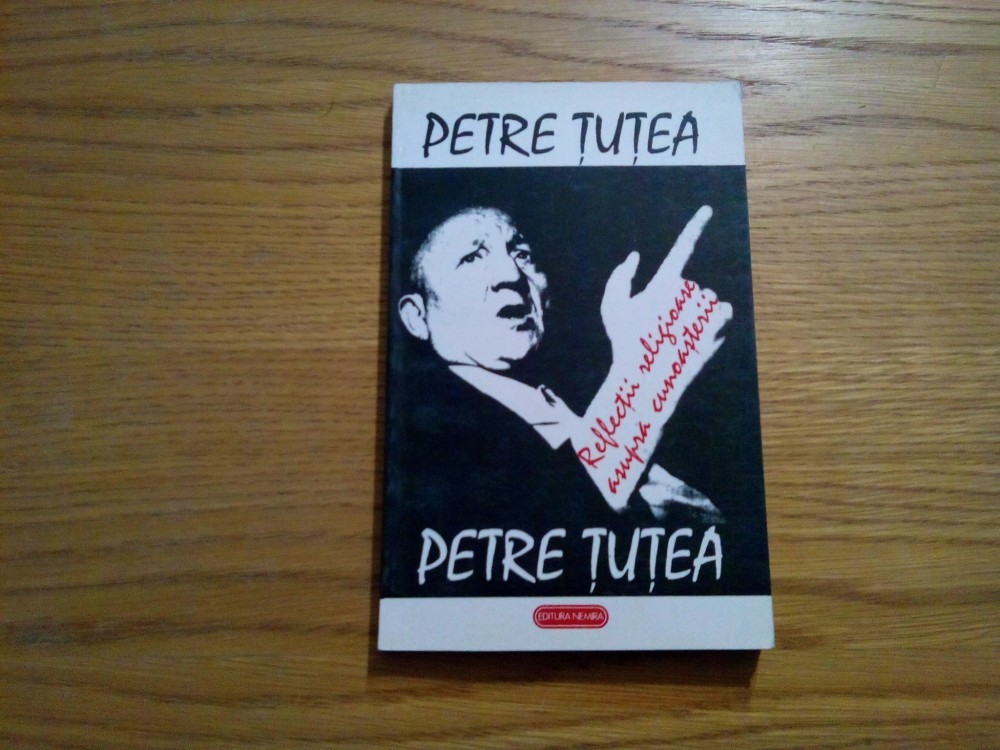 PETRE ȚUȚEA
Reflecții religioase
asupra cunoașterii
PETRE ȚUȚEA
EDITURA NEMIRA